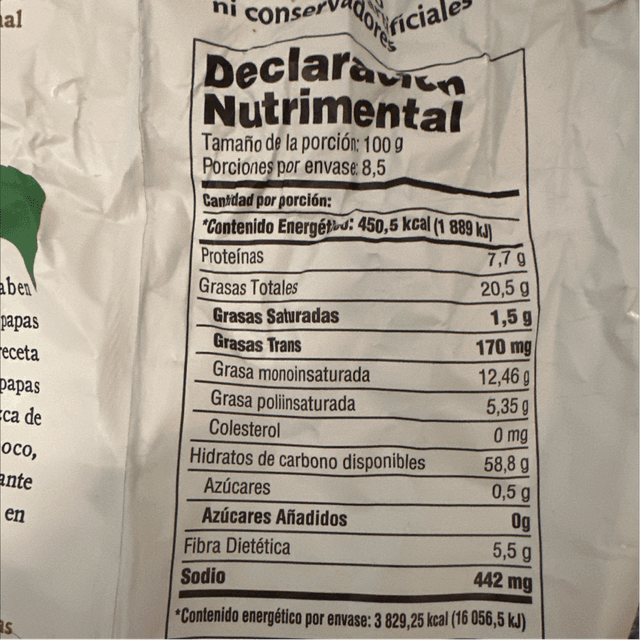 ni conservadores
ificiales
Declaración
Nutrimental
Tamaño de la porción: 100 g
Porciones por envase: 8,5
Cantidad por porción:
*Contenido Energético: 450,5 kcal (1 889 kJ)
Proteínas 7,7 g
Grasas Totales 20,5 g
Grasas Saturadas 1,5 g
Grasas Trans 170 mg
Grasa monoinsaturada 12,46 g
Grasa poliinsaturada 5,35 g
Colesterol 0 mg
Hidratos de carbono disponibles 58,8 g
Azúcares 0,5 g
Azúcares Añadidos 0g
Fibra Dietética 5,5 g
Sodio 442 mg
*Contenido energético por envase: 3 829,25 kcal (16 056,5 kJ)
nal
aben
papas
receta
papas
ca de
oco,
ante
en
as